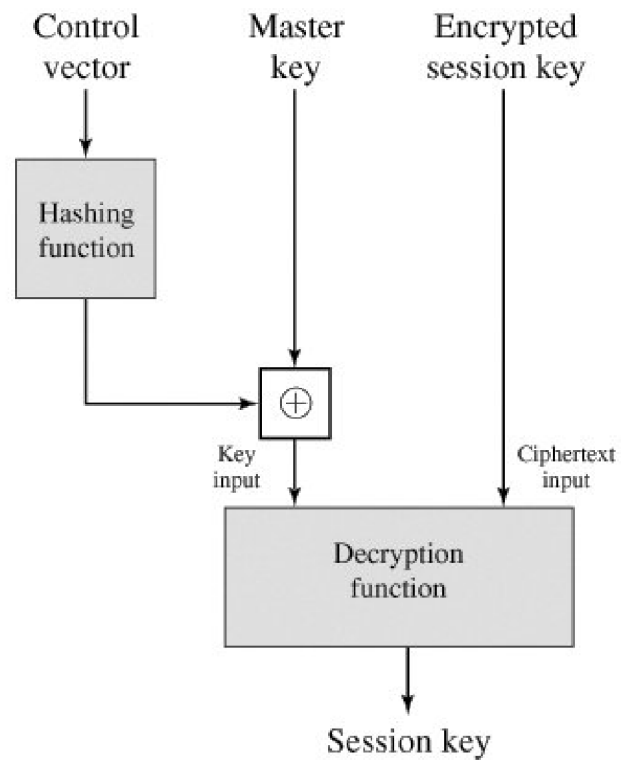 Control
vector
Master
key
Encrypted
session key
Hashing
function
Key
input
Ciphertext
input
Decryption
function
Session key